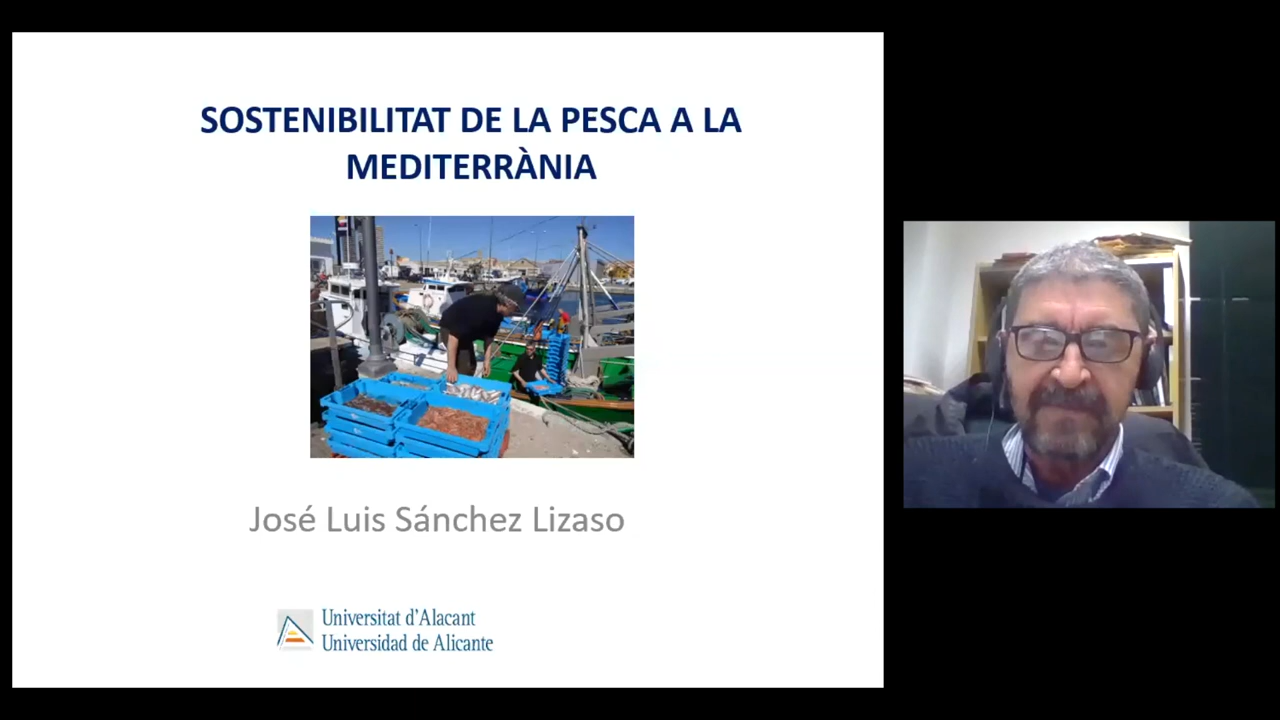 SOSTENIBILITAT DE LA PESCA A LA
MEDITERRÀNIA
José Luis Sánchez Lizaso
Universitat d'Alacant
Universidad de Alicante